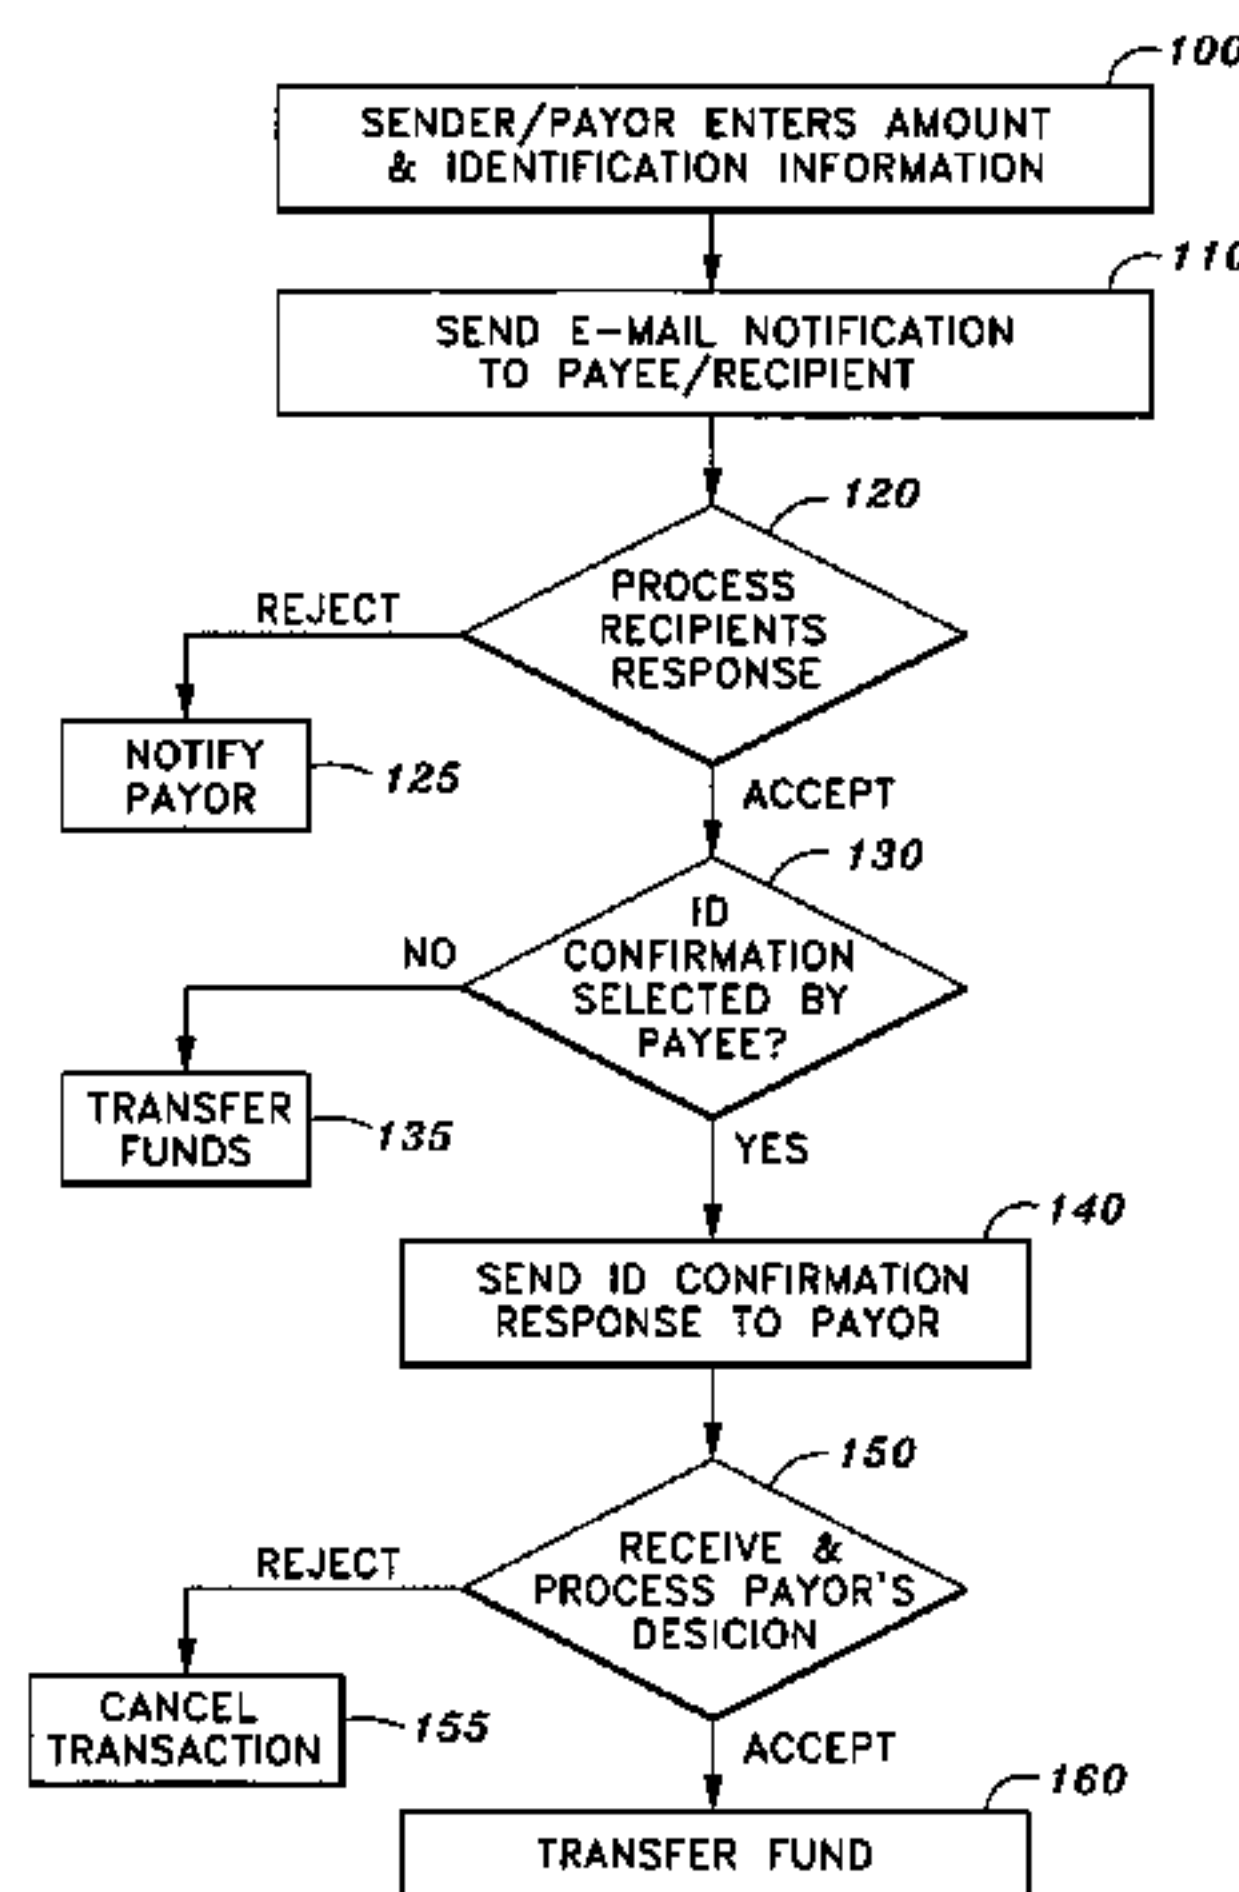 100
SENDER/PAYOR ENTERS AMOUNT
& IDENTIFICATION INFORMATION
110
SEND E-MAIL NOTIFICATION
TO PAYEE/RECIPIENT
120
PROCESS
RECIPIENTS
RESPONSE
REJECT
NOTIFY
PAYOR
125
ACCEPT
130
ID
CONFIRMATION
SELECTED BY
PAYEE?
NO
TRANSFER
FUNDS
135
YES
140
SEND ID CONFIRMATION
RESPONSE TO PAYOR
150
RECEIVE &
PROCESS PAYOR'S
DESICION
REJECT
CANCEL
TRANSACTION
155
ACCEPT
160
TRANSFER FUND